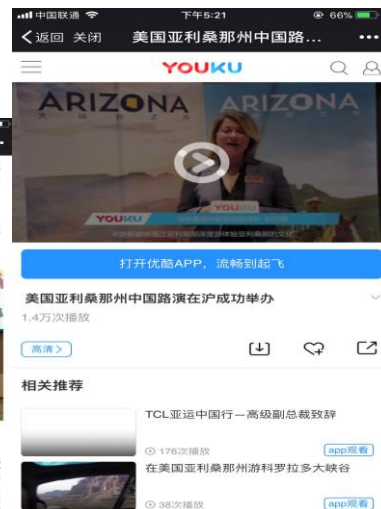 中国联通 下午5:21 66%
返回 关闭 美国亚利桑那州中国路...
YOUKU
ARIZONA ARIZONA
大 峡 谷 之 州
YOUKU
打开优酷APP，流畅到起飞
美国亚利桑那州中国路演在沪成功举办
1.4万次播放
高清>
相关推荐
TCL亚运中国行—高级副总裁致辞
176次播放 app观看
在美国亚利桑那州游科罗拉多大峡谷
38次播放 app观看